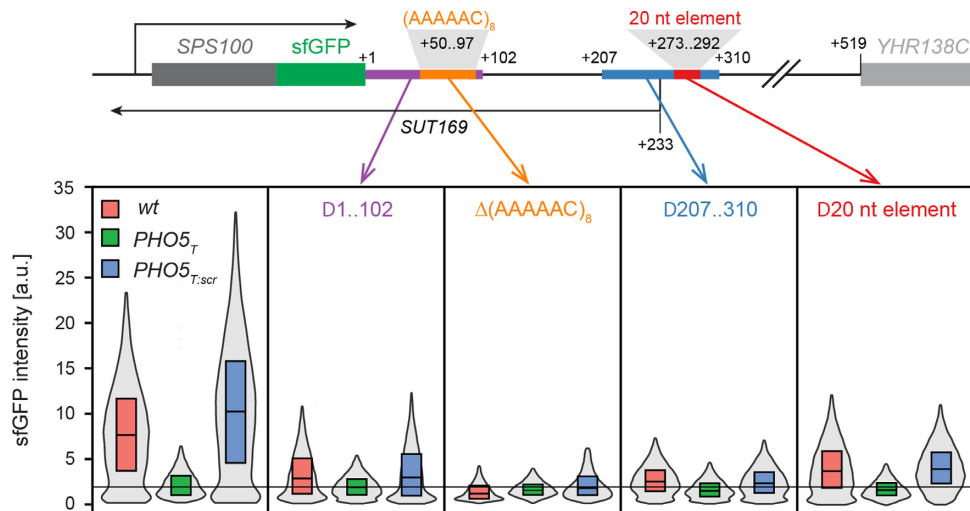 (AAAAAC)₈
20 nt element
SPS100
sfGFP
+1
+50..97
+102
+207
+273..292
+310
+519
YHR138C
SUT169
+233
35
30
25
20
15
10
5
0
sfGFP intensity [a.u.]
wt
PHO5_T
PHO5_T:scr
D1..102
Δ(AAAAAC)₈
D207..310
D20 nt element